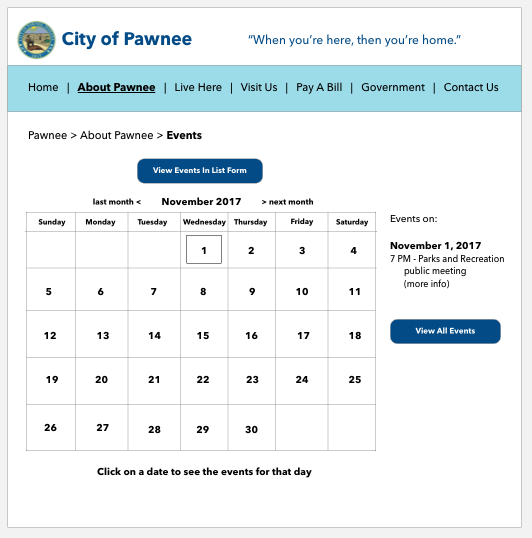 City of Pawnee
“When you’re here, then you’re home.”
Home | About Pawnee | Live Here | Visit Us | Pay A Bill | Government | Contact Us
Pawnee > About Pawnee > Events
View Events In List Form
last month < November 2017 > next month
Sunday Monday Tuesday Wednesday Thursday Friday Saturday
1 2 3 4
5 6 7 8 9 10 11
12 13 14 15 16 17 18
19 20 21 22 23 24 25
26 27 28 29 30
Click on a date to see the events for that day
Events on:
November 1, 2017
7 PM - Parks and Recreation
public meeting
(more info)
View All Events